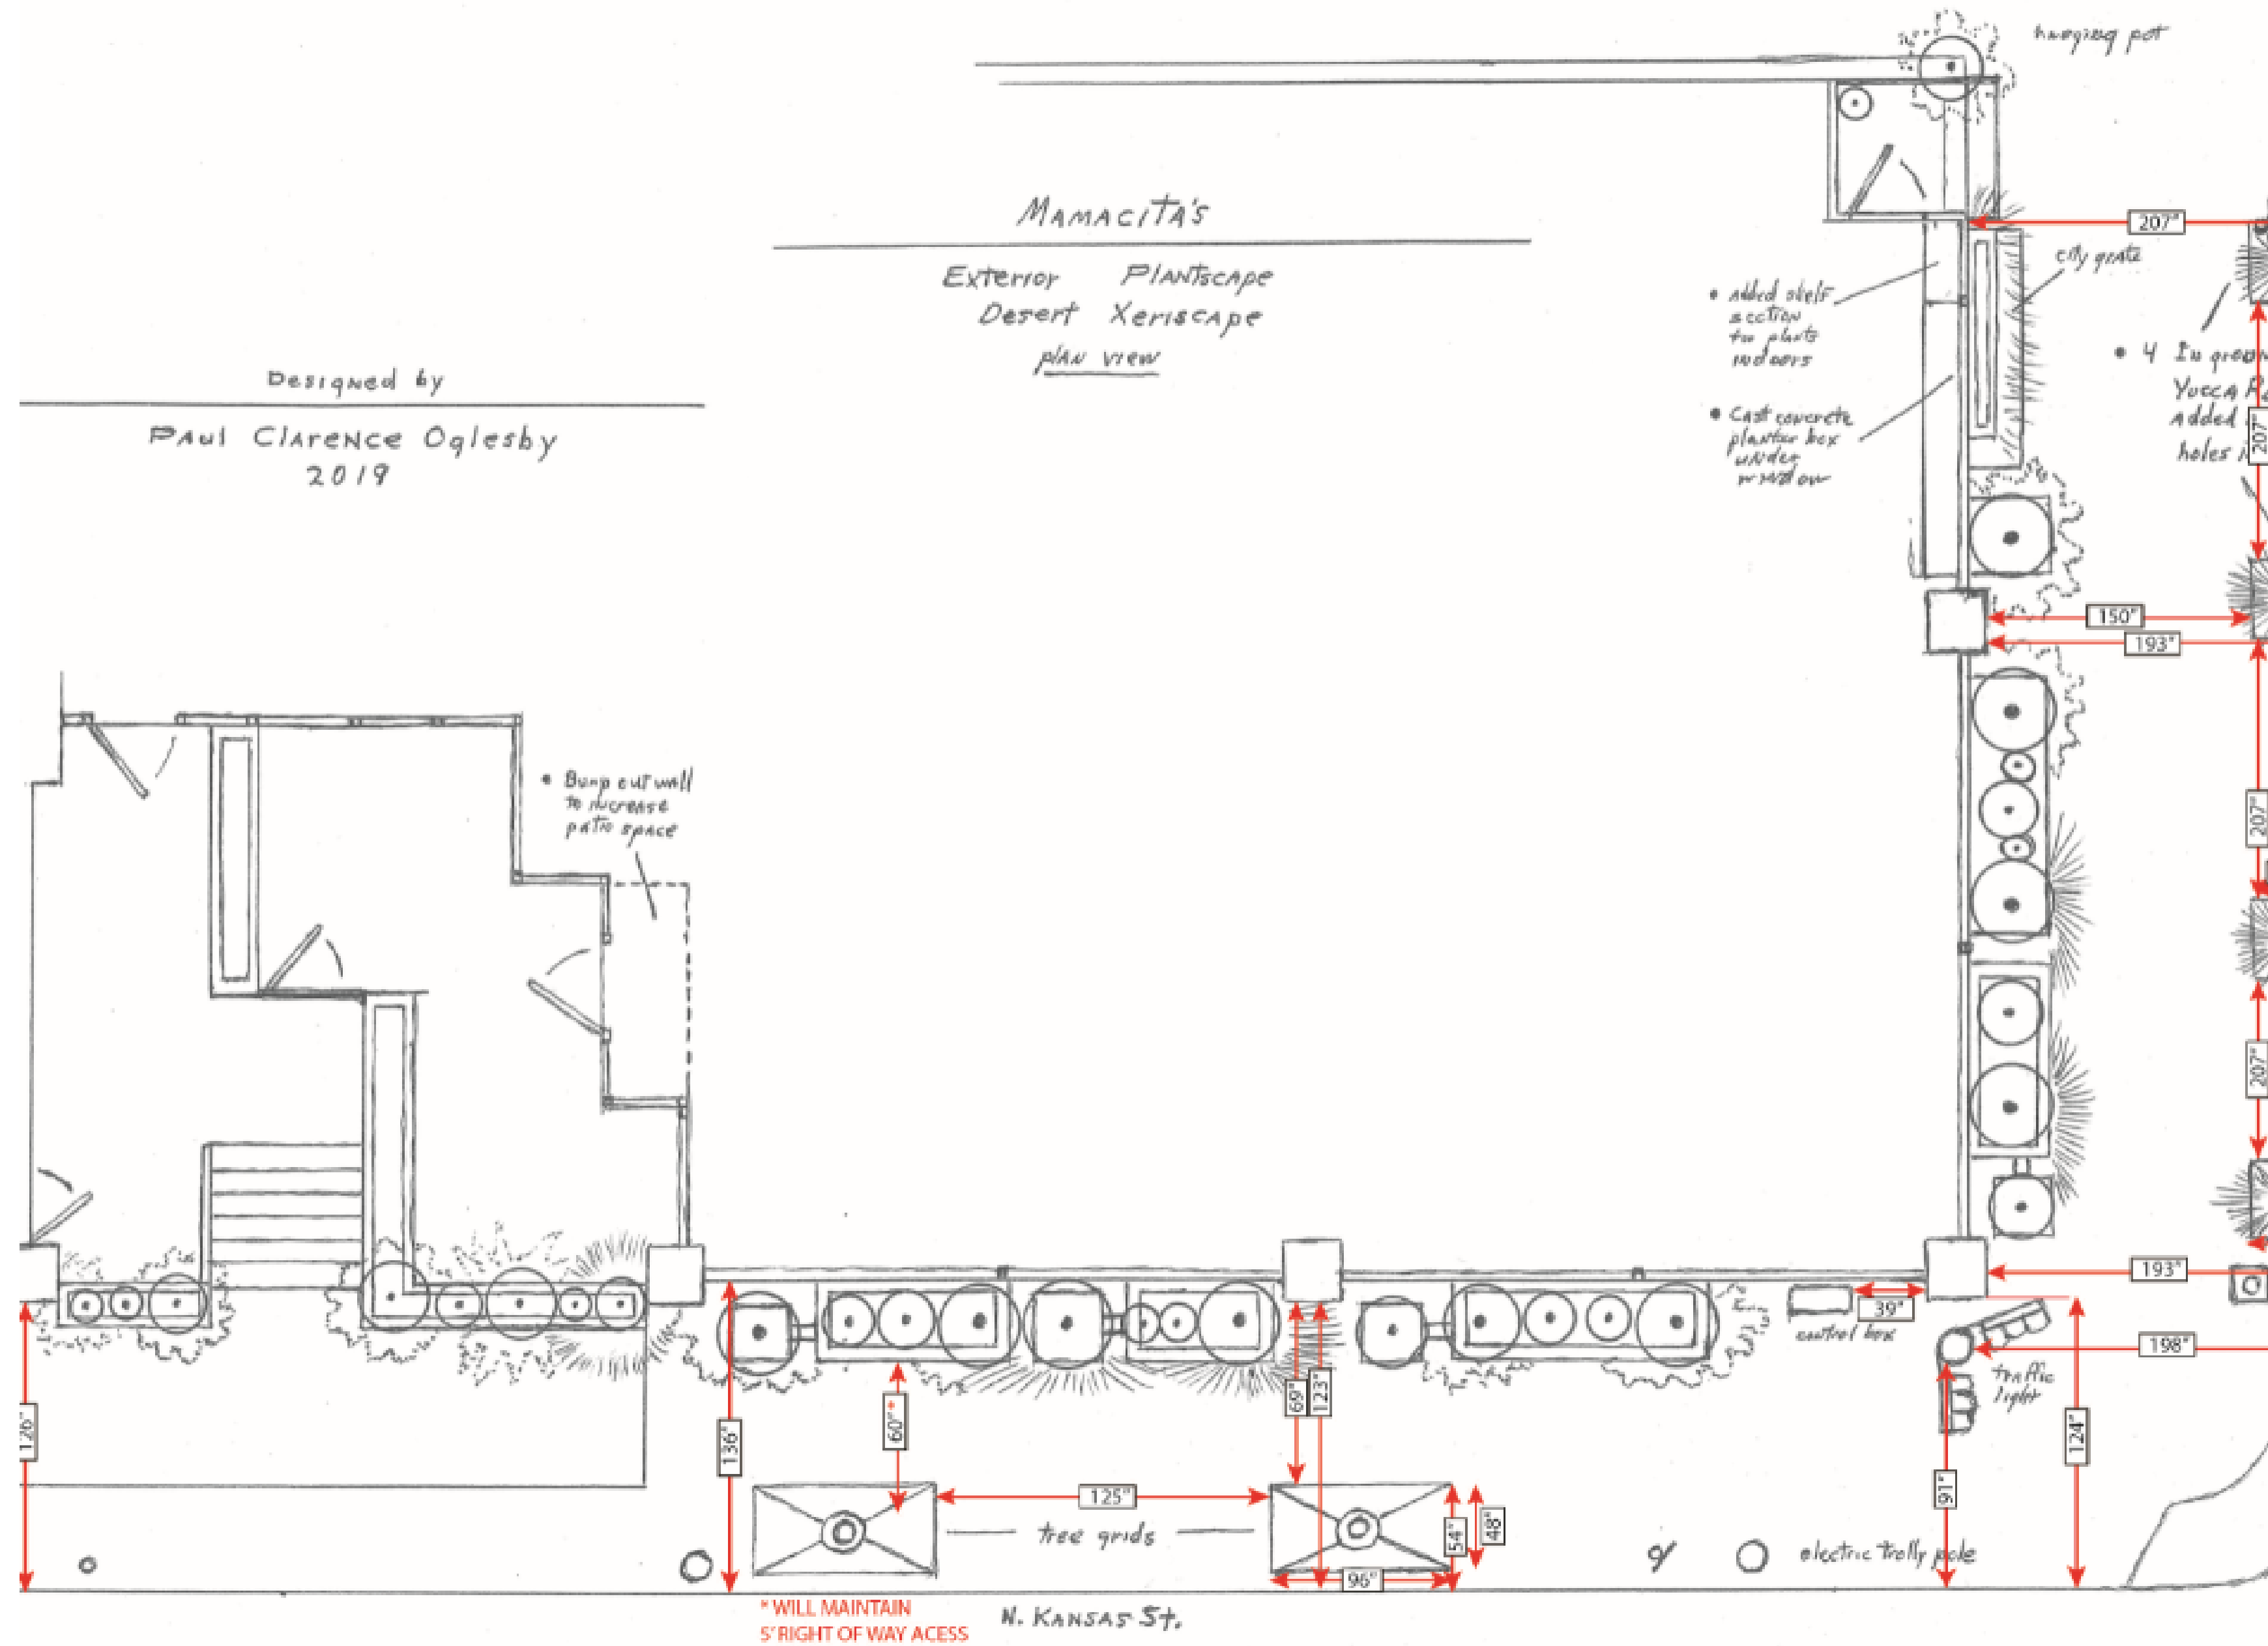 hanging pot
MAMACITA'S
Exterior Plantscape
Desert Xeriscape
plan view
Designed by
Paul Clarence Oglesby
2019
207"
city grate
• Added shelf
section
for plants
indoors
• Cast concrete
planter box
under
window
• 4 In
Yucca
Added
holes
207"
150"
193"
207"
• Bump out wall
to increase
patio space
207"
193"
39"
control box
198"
traffic
light
126"
136"
60"*
69"
123"
124"
91"
125"
tree grids
54"
48"
96"
electric trolly pole
* WILL MAINTAIN
5' RIGHT OF WAY ACESS
N. KANSAS St.